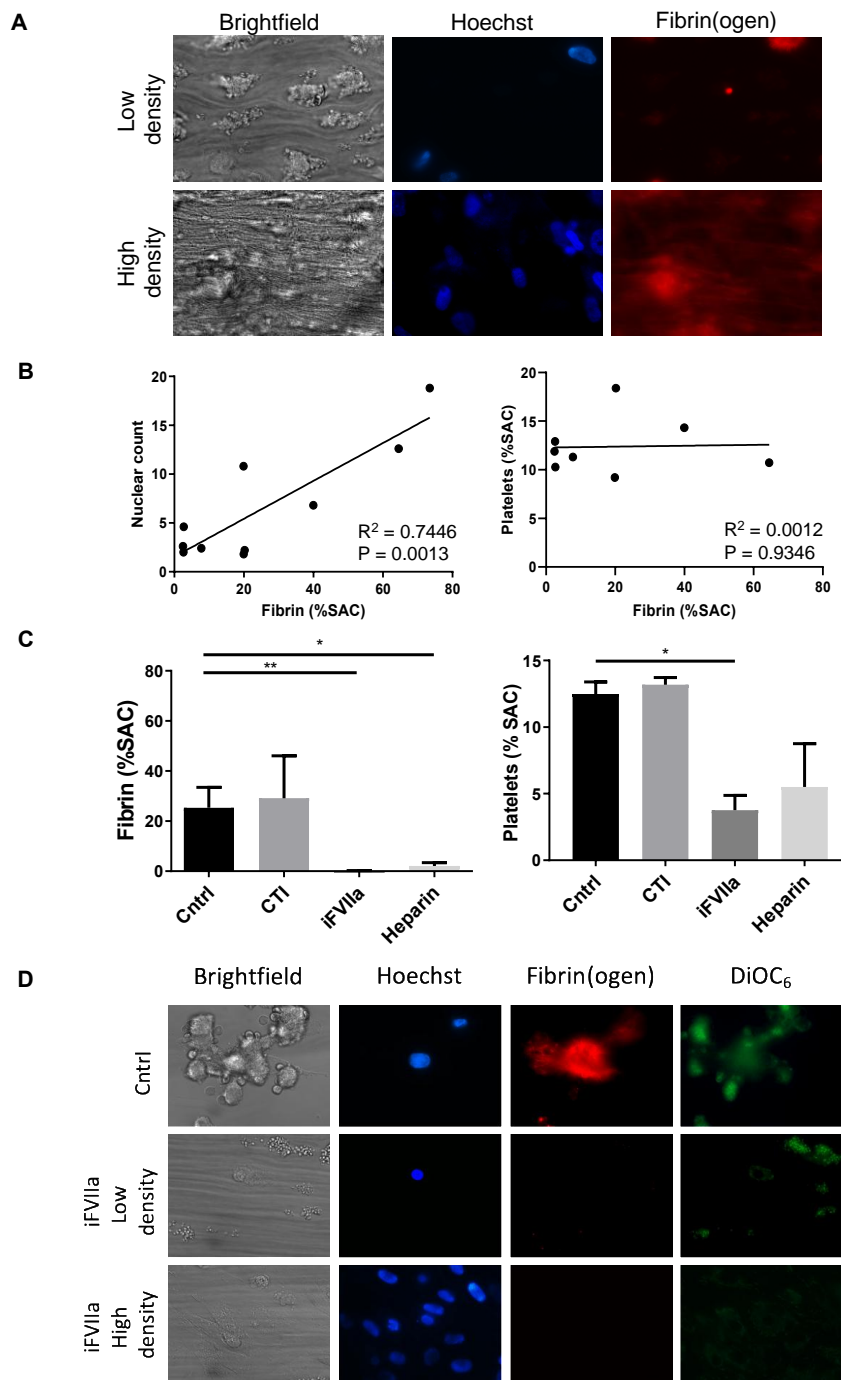 A
Brightfield
Hoechst
Fibrin(ogen)
Low
density
High
density
B
20
15
10
5
0
Nuclear count
R² = 0.7446
P = 0.0013
0 20 40 60 80
Fibrin (%SAC)
20
15
10
5
0
Platelets (%SAC)
R² = 0.0012
P = 0.9346
0 20 40 60 80
Fibrin (%SAC)
C
80
60
40
20
0
Fibrin (%SAC)
*
**
Cntrl
CTI
iFVIIa
Heparin
15
10
5
0
Platelets (% SAC)
*
Cntrl
CTI
iFVIIa
Heparin
D
Brightfield
Hoechst
Fibrin(ogen)
DiOC₆
Cntrl
iFVIIa
Low
density
iFVIIa
High
density